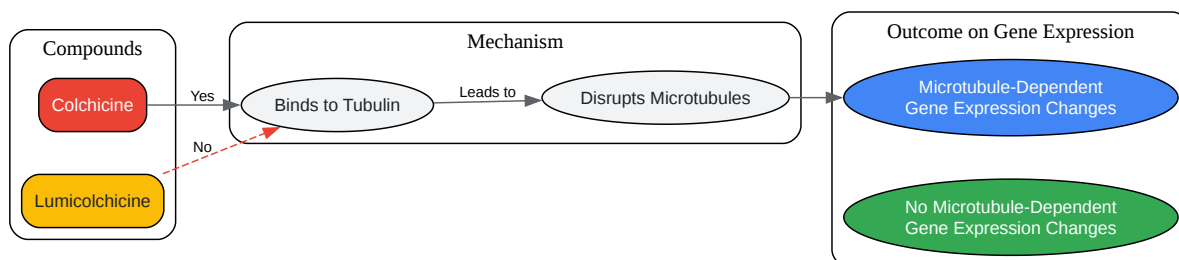 Compounds
Colchicine
Lumicolchicine
Yes
No
Mechanism
Binds to Tubulin
Leads to
Disrupts Microtubules
Outcome on Gene Expression
Microtubule-Dependent
Gene Expression Changes
No Microtubule-Dependent
Gene Expression Changes